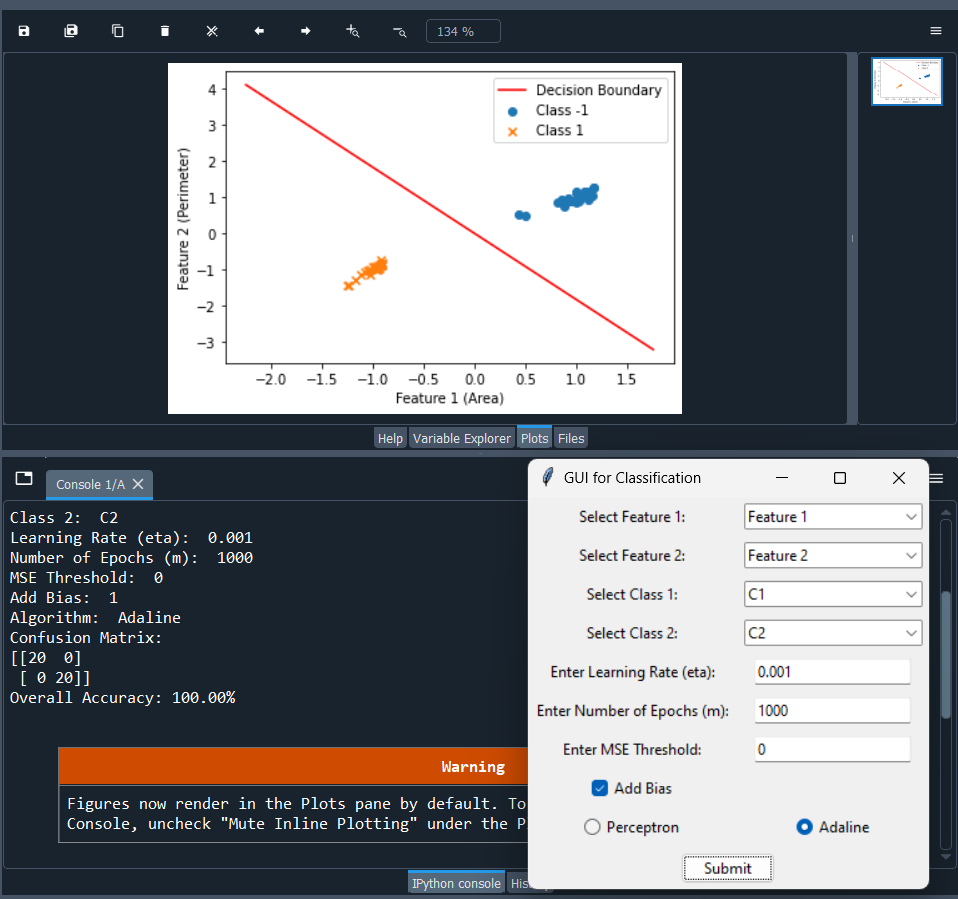 134 %
Decision Boundary
Class -1
Class 1
4
3
2
1
0
−1
−2
−3
Feature 2 (Perimeter)
−2.0 −1.5 −1.0 −0.5 0.0 0.5 1.0 1.5
Feature 1 (Area)
Help Variable Explorer Plots Files
Console 1/A
Class 2: C2
Learning Rate (eta): 0.001
Number of Epochs (m): 1000
MSE Threshold: 0
Add Bias: 1
Algorithm: Adaline
Confusion Matrix:
[[20 0]
[ 0 20]]
Overall Accuracy: 100.00%
Warning
Figures now render in the Plots pane by default. To
Console, uncheck "Mute Inline Plotting" under the P
IPython console
GUI for Classification
Select Feature 1: Feature 1
Select Feature 2: Feature 2
Select Class 1: C1
Select Class 2: C2
Enter Learning Rate (eta): 0.001
Enter Number of Epochs (m): 1000
Enter MSE Threshold: 0
Add Bias
Perceptron Adaline
Submit